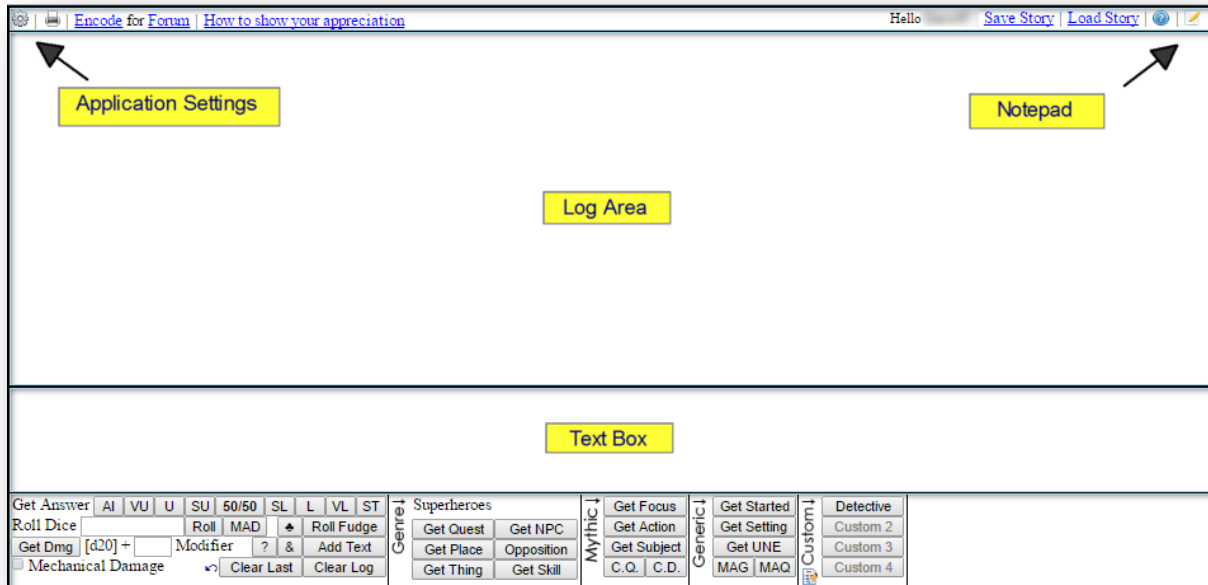 | | Encode for Forum | How to show your appreciation
Hello Save Story | Load Story | ? |
Application Settings
Notepad
Log Area
Text Box
Get Answer AI VU U SU 50/50 SL L VL ST
Roll Dice Roll MAD ♣ Roll Fudge
Get Dmg [d20] + Modifier ? & Add Text
Mechanical Damage Clear Last Clear Log
Genre→
Superheroes
Get Quest Get NPC
Get Place Opposition
Get Thing Get Skill
Mythic→
Get Focus
Get Action
Get Subject
C.Q. C.D.
Generic→
Get Started
Get Setting
Get UNE
MAG MAQ
Custom→
Detective
Custom 2
Custom 3
Custom 4